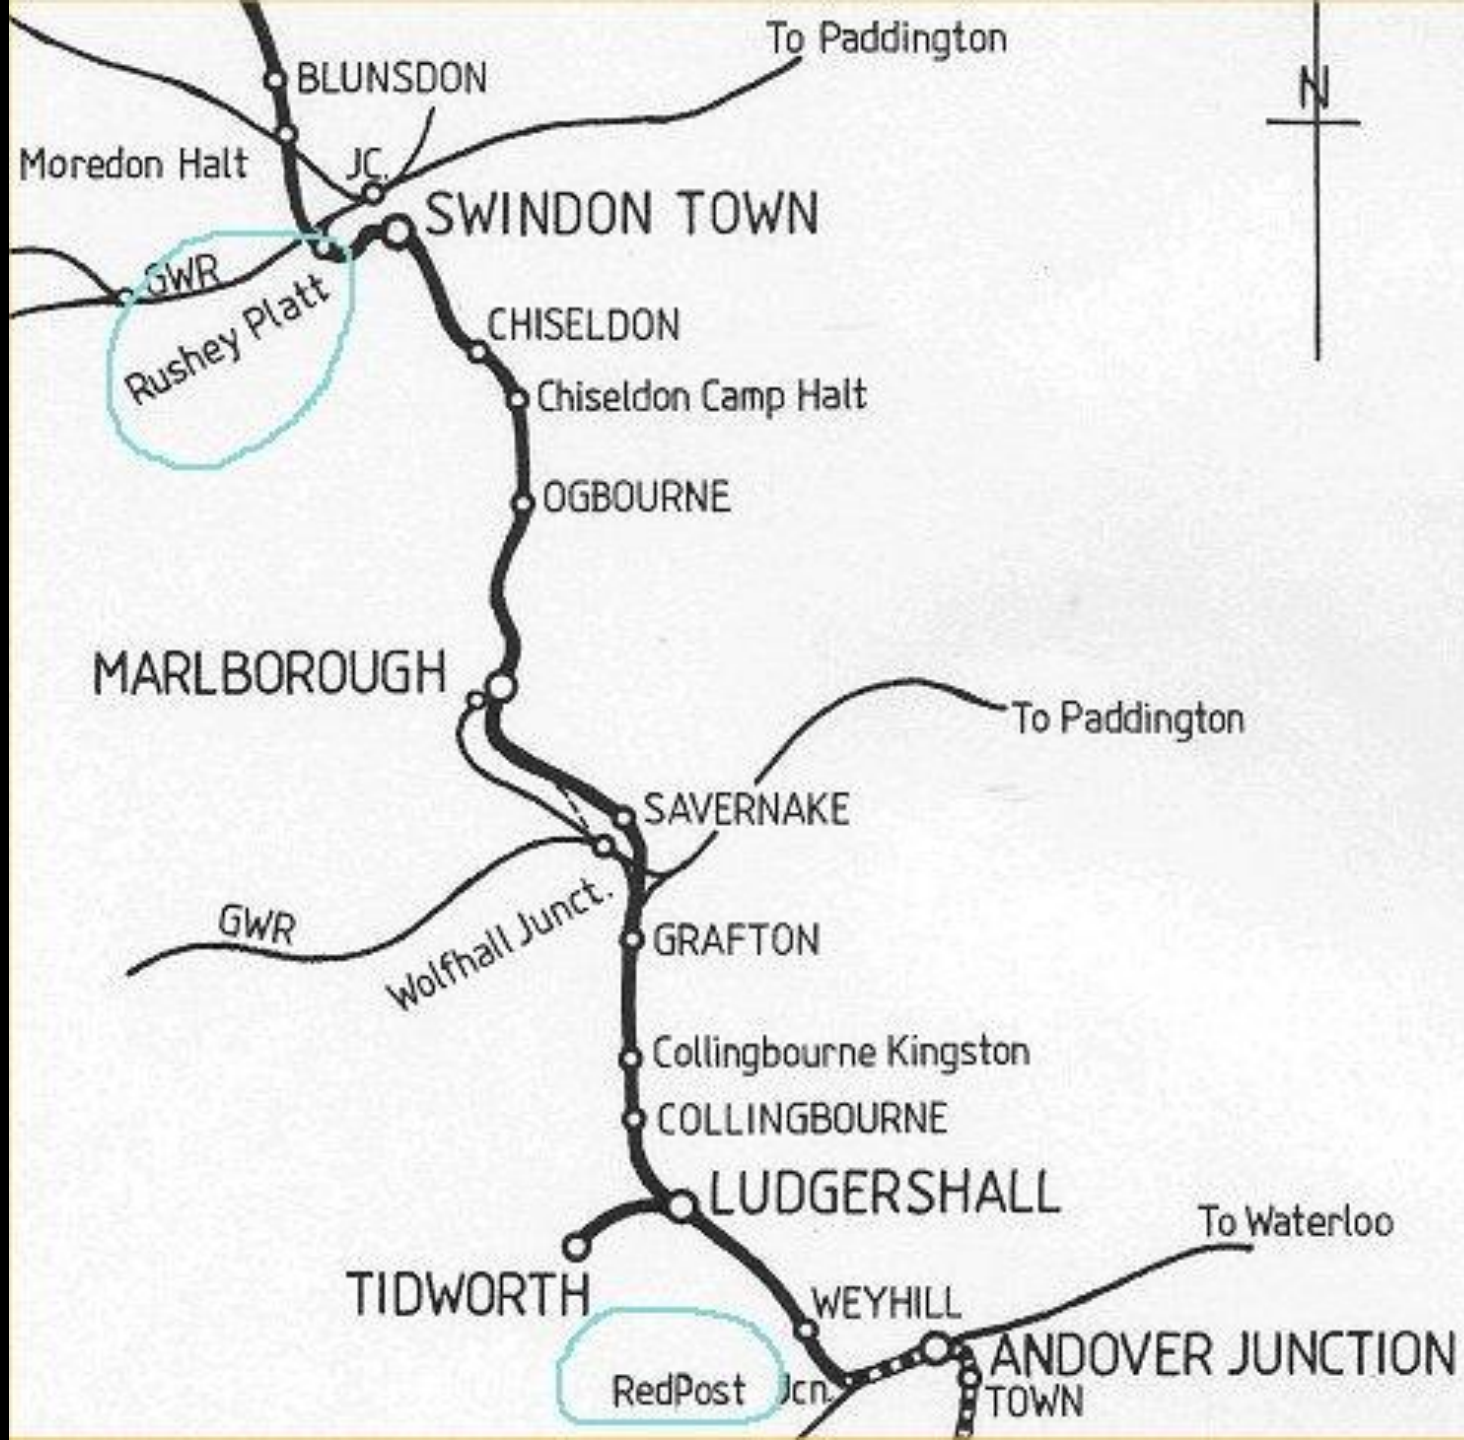 To Paddington
N
BLUNSDON
Moredon Halt
JC.
SWINDON TOWN
GWR
Rushey Platt
CHISELDON
Chiseldon Camp Halt
OGBOURNE
MARLBOROUGH
To Paddington
SAVERNAKE
GWR
Wolfhall Junct.
GRAFTON
Collingbourne Kingston
COLLINGBOURNE
LUDGERSHALL
To Waterloo
TIDWORTH
WEYHILL
ANDOVER JUNCTION
RedPost Jcn.
TOWN